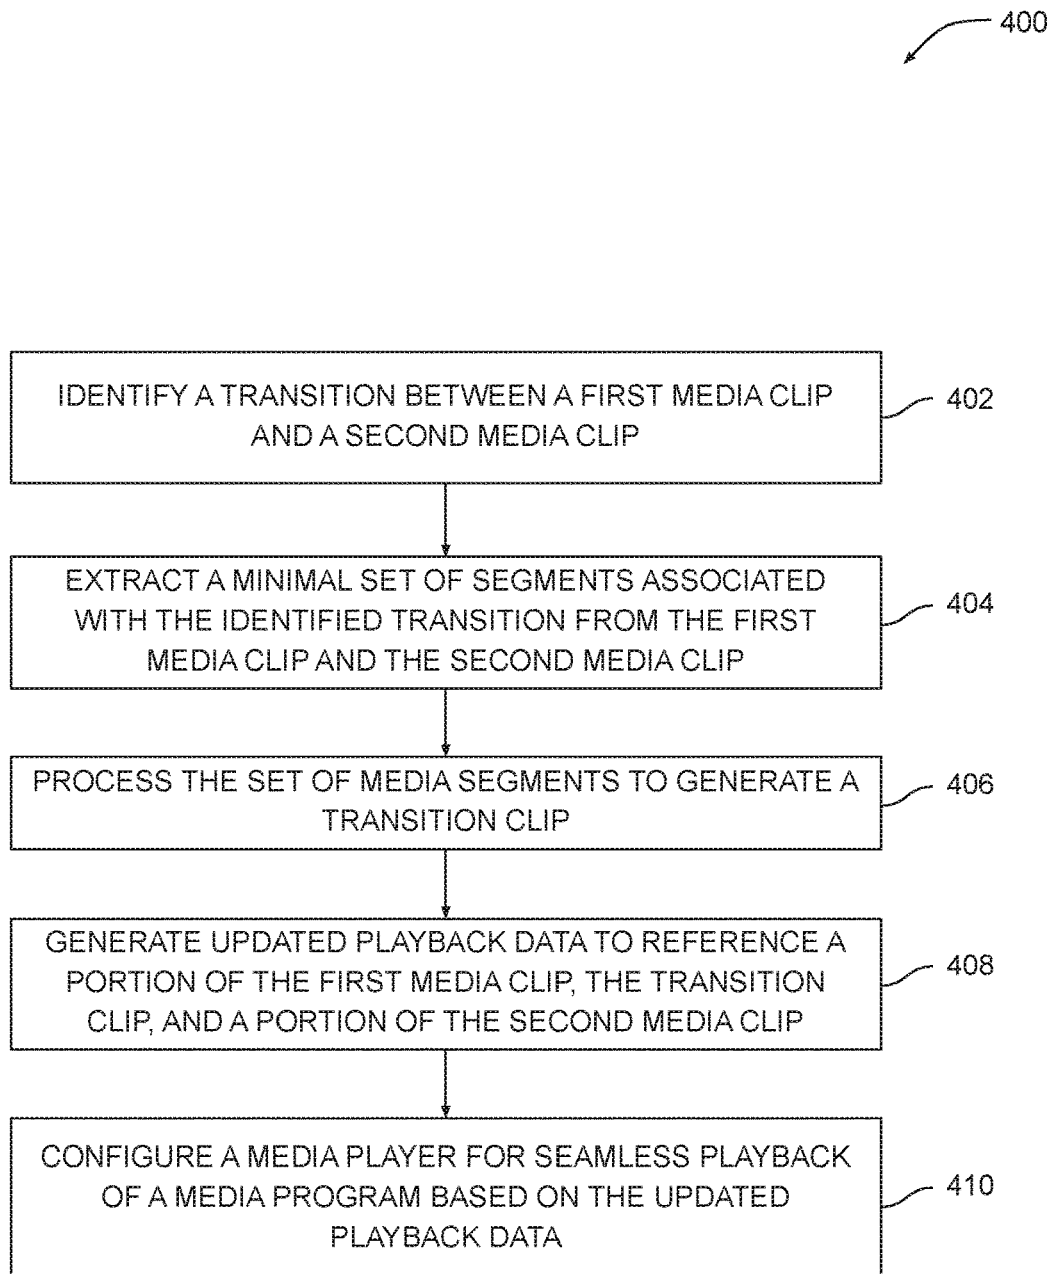 400
IDENTIFY A TRANSITION BETWEEN A FIRST MEDIA CLIP
AND A SECOND MEDIA CLIP
402
EXTRACT A MINIMAL SET OF SEGMENTS ASSOCIATED
WITH THE IDENTIFIED TRANSITION FROM THE FIRST
MEDIA CLIP AND THE SECOND MEDIA CLIP
404
PROCESS THE SET OF MEDIA SEGMENTS TO GENERATE A
TRANSITION CLIP
406
GENERATE UPDATED PLAYBACK DATA TO REFERENCE A
PORTION OF THE FIRST MEDIA CLIP, THE TRANSITION
CLIP, AND A PORTION OF THE SECOND MEDIA CLIP
408
CONFIGURE A MEDIA PLAYER FOR SEAMLESS PLAYBACK
OF A MEDIA PROGRAM BASED ON THE UPDATED
PLAYBACK DATA
410